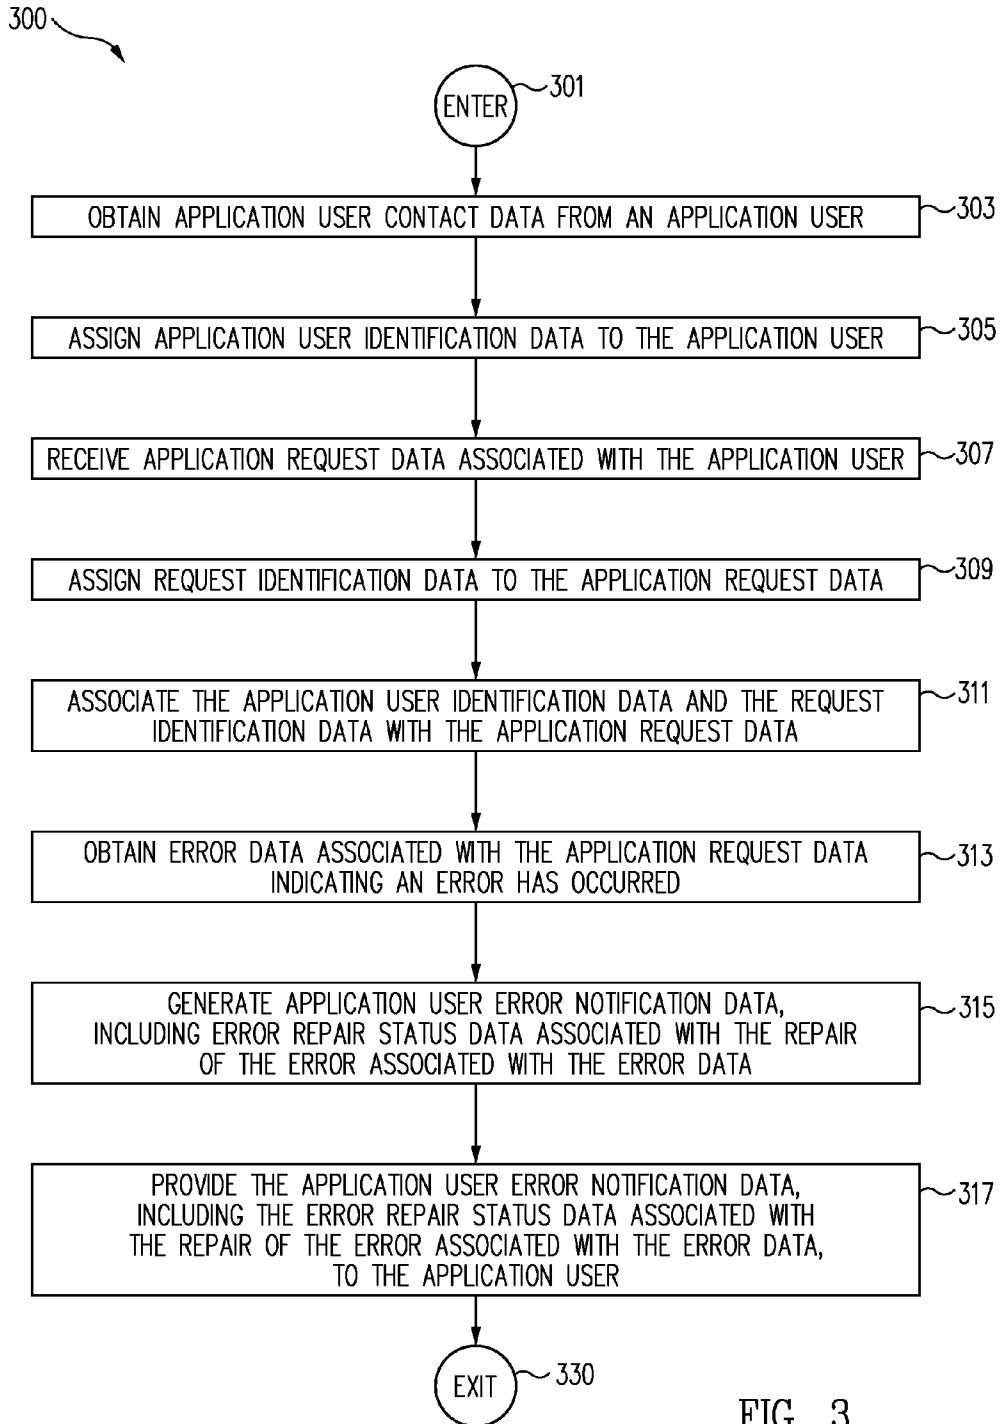 300
ENTER
301
OBTAIN APPLICATION USER CONTACT DATA FROM AN APPLICATION USER
303
ASSIGN APPLICATION USER IDENTIFICATION DATA TO THE APPLICATION USER
305
RECEIVE APPLICATION REQUEST DATA ASSOCIATED WITH THE APPLICATION USER
307
ASSIGN REQUEST IDENTIFICATION DATA TO THE APPLICATION REQUEST DATA
309
ASSOCIATE THE APPLICATION USER IDENTIFICATION DATA AND THE REQUEST
IDENTIFICATION DATA WITH THE APPLICATION REQUEST DATA
311
OBTAIN ERROR DATA ASSOCIATED WITH THE APPLICATION REQUEST DATA
INDICATING AN ERROR HAS OCCURRED
313
GENERATE APPLICATION USER ERROR NOTIFICATION DATA,
INCLUDING ERROR REPAIR STATUS DATA ASSOCIATED WITH THE REPAIR
OF THE ERROR ASSOCIATED WITH THE ERROR DATA
315
PROVIDE THE APPLICATION USER ERROR NOTIFICATION DATA,
INCLUDING THE ERROR REPAIR STATUS DATA ASSOCIATED WITH
THE REPAIR OF THE ERROR ASSOCIATED WITH THE ERROR DATA,
TO THE APPLICATION USER
317
EXIT
330
FIG. 3